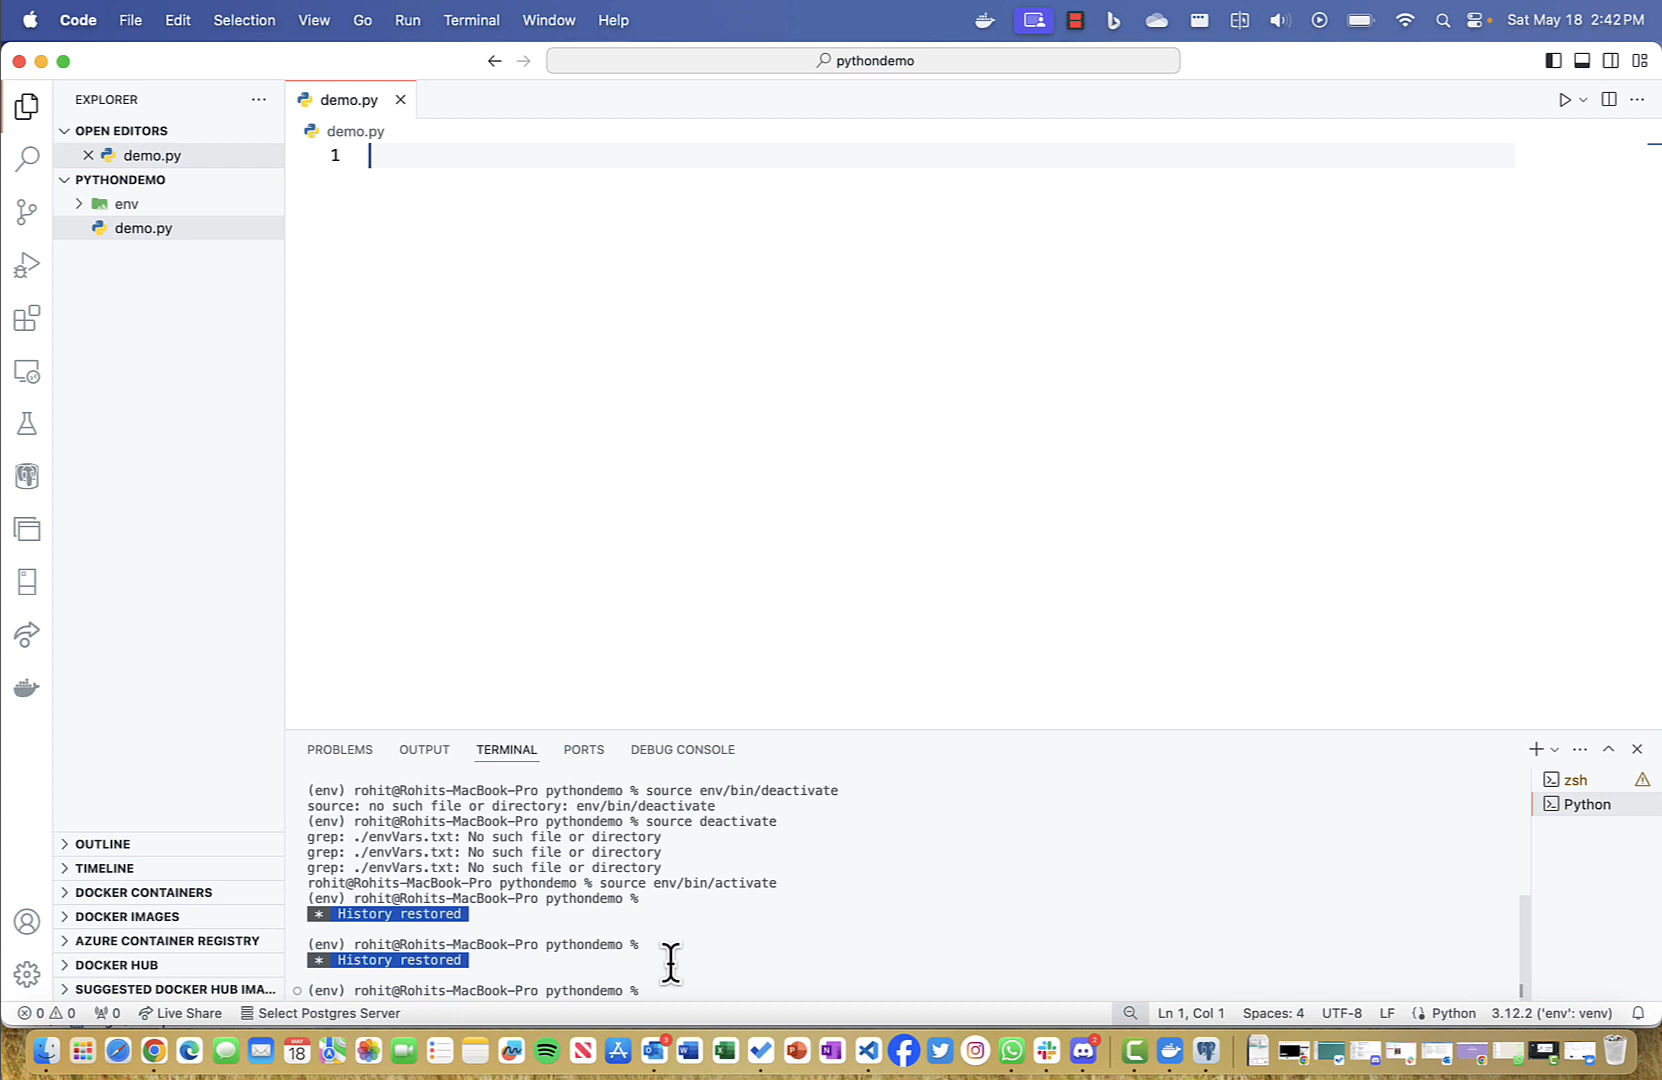 Code File Edit Selection View Go Run Terminal Window Help Sat May 18 2:42 PM
pythondemo
EXPLORER
demo.py
OPEN EDITORS
demo.py
demo.py
1
PYTHONDEMO
env
demo.py
PROBLEMS OUTPUT TERMINAL PORTS DEBUG CONSOLE
zsh
Python
(env) rohit@Rohits-MacBook-Pro pythondemo % source env/bin/deactivate
source: no such file or directory: env/bin/deactivate
(env) rohit@Rohits-MacBook-Pro pythondemo % source deactivate
grep: ./envVars.txt: No such file or directory
grep: ./envVars.txt: No such file or directory
grep: ./envVars.txt: No such file or directory
rohit@Rohits-MacBook-Pro pythondemo % source env/bin/activate
(env) rohit@Rohits-MacBook-Pro pythondemo %
* History restored
(env) rohit@Rohits-MacBook-Pro pythondemo %
* History restored
(env) rohit@Rohits-MacBook-Pro pythondemo %
OUTLINE
TIMELINE
DOCKER CONTAINERS
DOCKER IMAGES
AZURE CONTAINER REGISTRY
DOCKER HUB
SUGGESTED DOCKER HUB IMA...
0 0 0 Live Share Select Postgres Server Ln 1, Col 1 Spaces: 4 UTF-8 LF Python 3.12.2 ('env': venv)
MAY
18
3
2